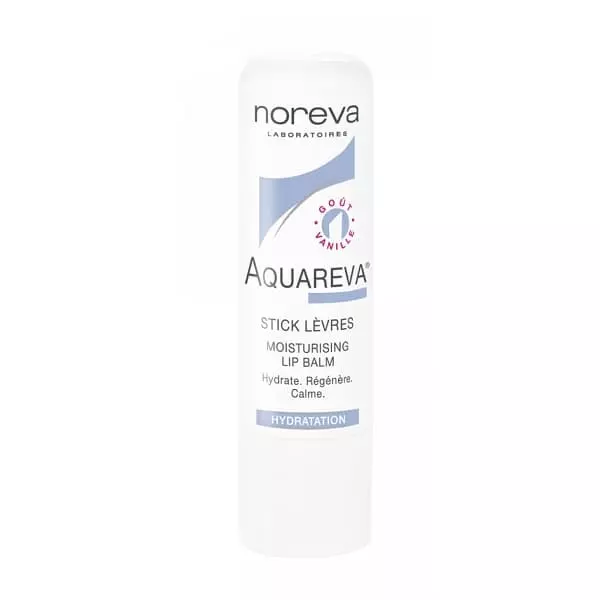 noreva
LABORATOIRES
GOÛT
VANILLE
AQUAREVA®
STICK LÈVRES
MOISTURISING
LIP BALM
Hydrate. Régénère.
Calme.
HYDRATATION